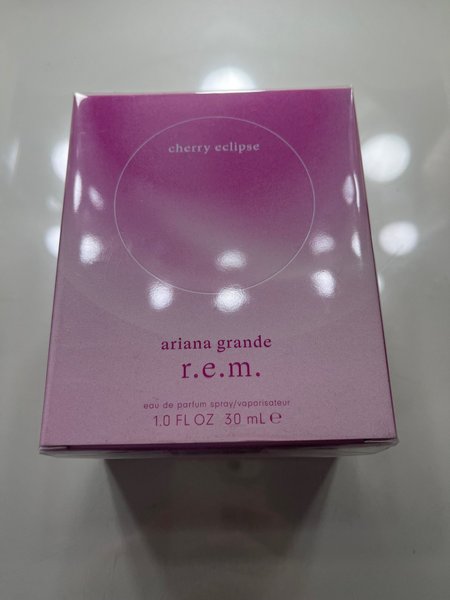 cherry eclipse
ariana grande
r.e.m.
eau de parfum spray/vaporisateur
1.0 FL OZ 30 mL ℮